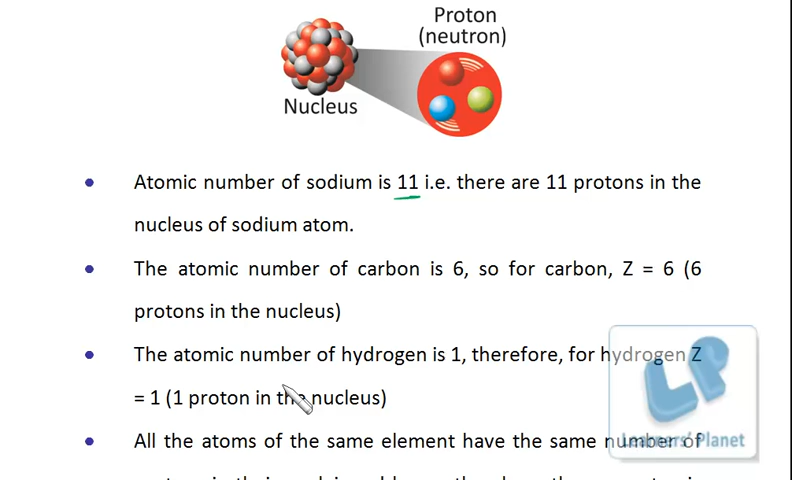 Proton
(neutron)
Nucleus
Atomic number of sodium is 11 i.e. there are 11 protons in the
nucleus of sodium atom.
The atomic number of carbon is 6, so for carbon, Z = 6 (6
protons in the nucleus)
The atomic number of hydrogen is 1, therefore, for hydrogen Z
= 1 (1 proton in the nucleus)
All the atoms of the same element have the same number of
LP
Learners' Planet